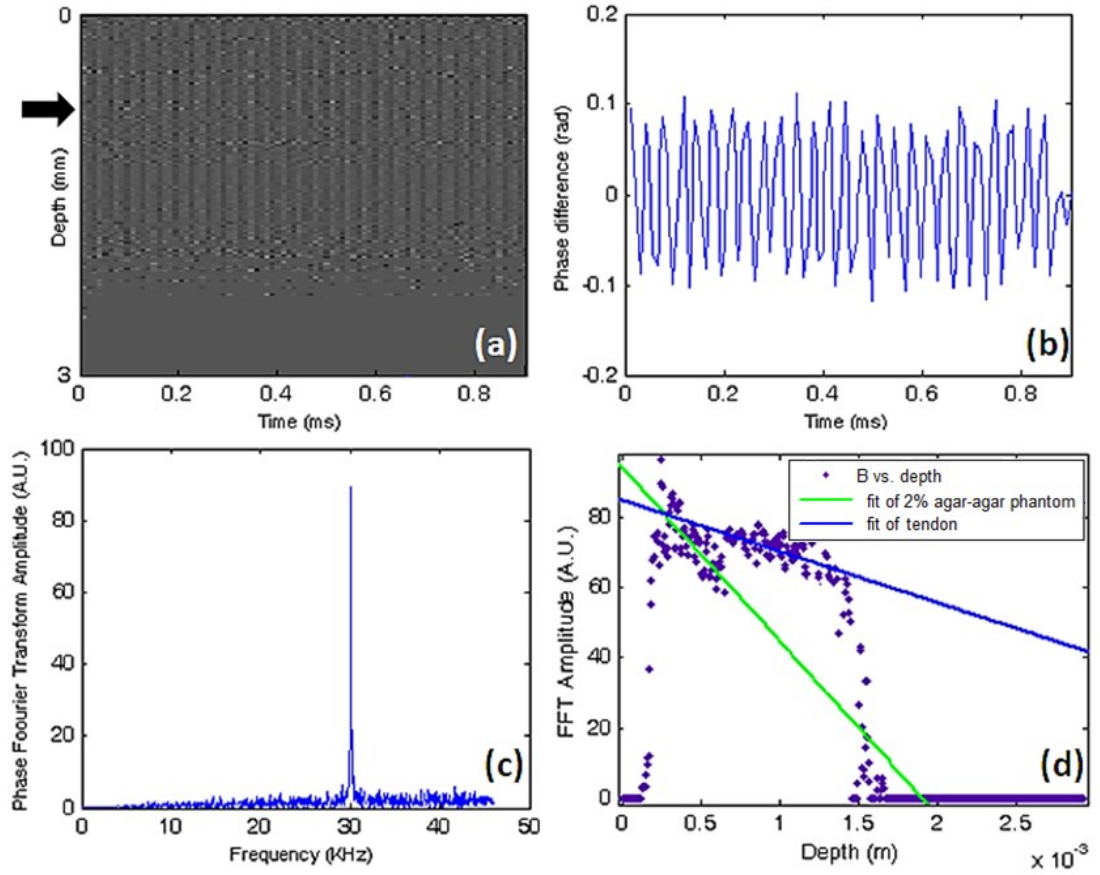 0
Depth (mm)
3
0 0.2 0.4 0.6 0.8
Time (ms)
(a)
0.2
0.1
0
-0.1
-0.2
Phase difference (rad)
0 0.2 0.4 0.6 0.8
Time (ms)
(b)
100
80
60
40
20
0
Phase Foourier Transform Amplitude (A.U.)
0 10 20 30 40 50
Frequency (KHz)
(c)
80
60
40
20
0
FFT Amplitude (A.U.)
B vs. depth
fit of 2% agar-agar phantom
fit of tendon
0 0.5 1 1.5 2 2.5
Depth (m)
x 10⁻³
(d)